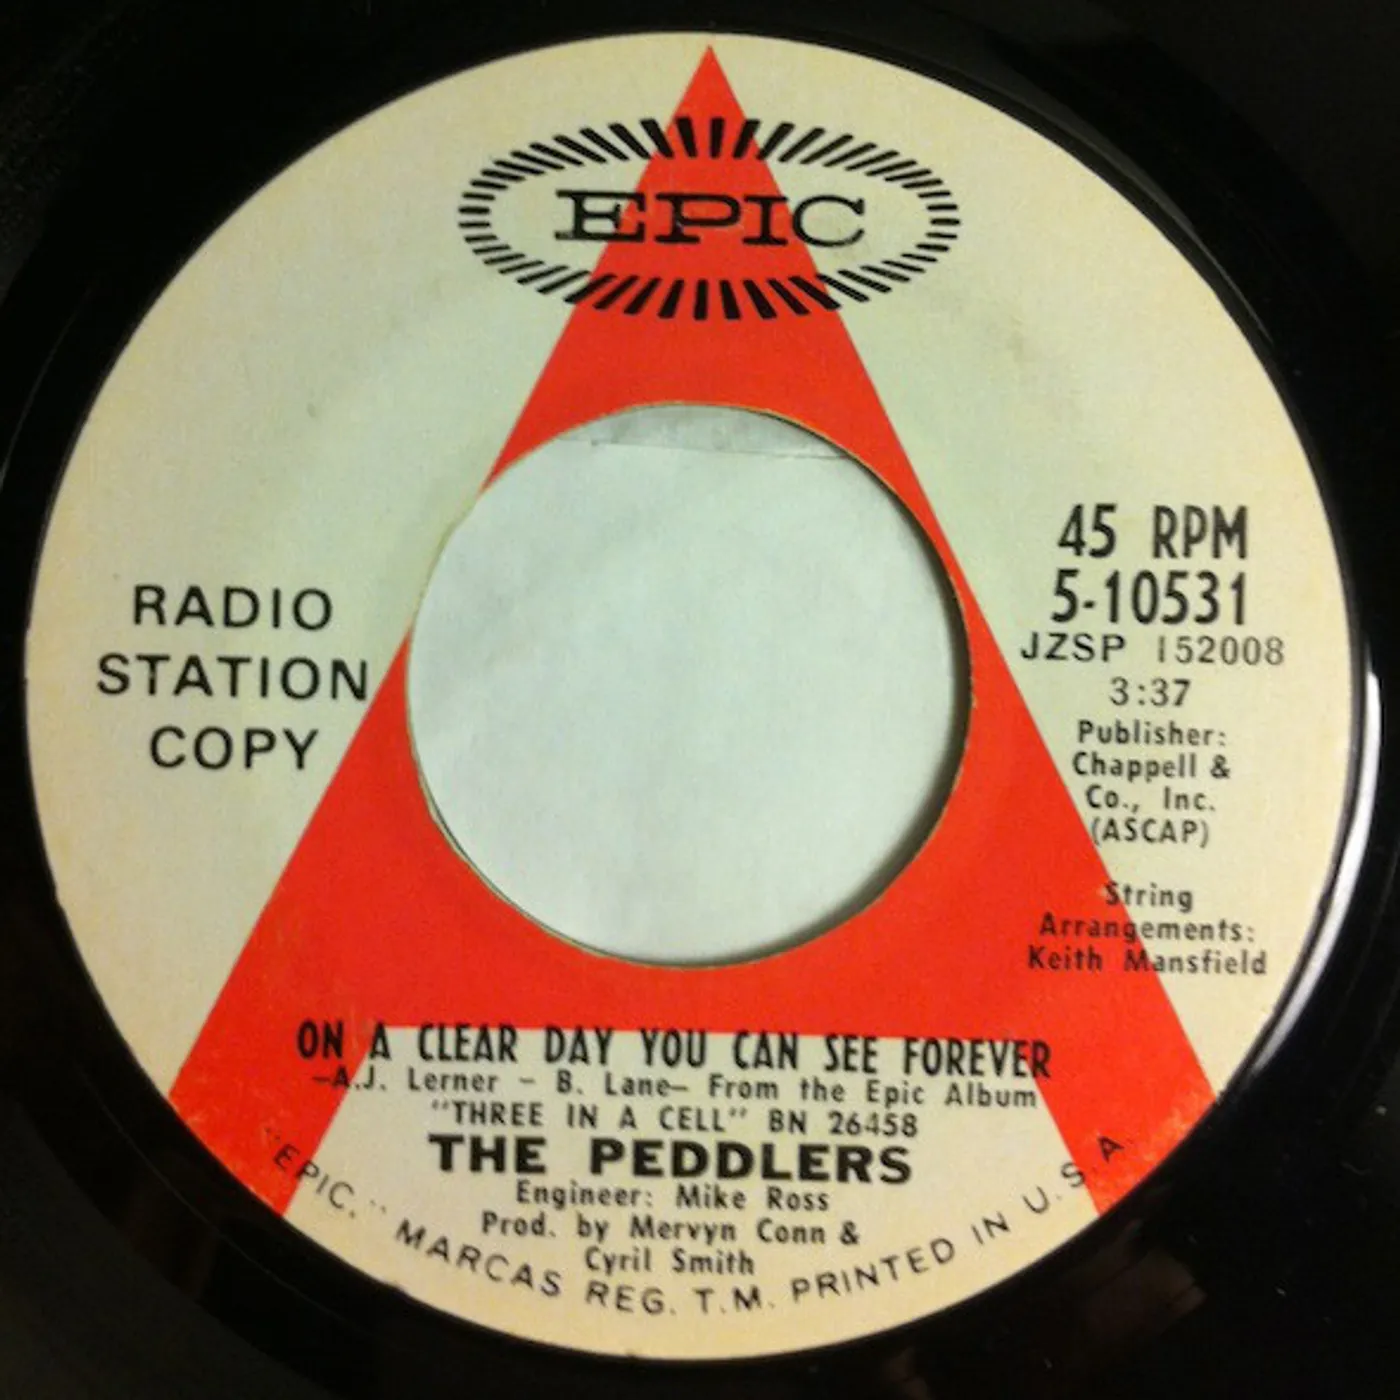 EPIC
RADIO
STATION
COPY
45 RPM
5-10531
JZSP 152008
3:37
Publisher:
Chappell &
Co., Inc.
(ASCAP)
String
Arrangements:
Keith Mansfield
ON A CLEAR DAY YOU CAN SEE FOREVER
—A.J. Lerner - B. Lane— From the Epic Album
"THREE IN A CELL" BN 26458
THE PEDDLERS
Engineer: Mike Ross
Prod. by Mervyn Conn &
Cyril Smith
"EPIC," MARCAS REG. T.M. PRINTED IN U.S.A.